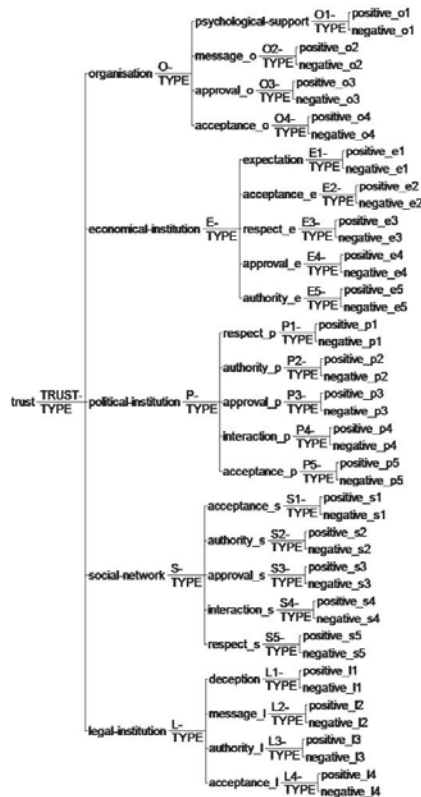 psychological-support O1-TYPE positive_o1
negative_o1
message_o O2-TYPE positive_o2
negative_o2
organisation O-TYPE
approval_o O3-TYPE positive_o3
negative_o3
acceptance_o O4-TYPE positive_o4
negative_o4
expectation E1-TYPE positive_e1
negative_e1
acceptance_e E2-TYPE positive_e2
negative_e2
economical-institution E-TYPE respect_e E3-TYPE positive_e3
negative_e3
approval_e E4-TYPE positive_e4
negative_e4
authority_e E5-TYPE positive_e5
negative_e5
respect_p P1-TYPE positive_p1
negative_p1
authority_p P2-TYPE positive_p2
negative_p2
trust TRUST-TYPE political-institution P-TYPE approval_p P3-TYPE positive_p3
negative_p3
interaction_p P4-TYPE positive_p4
negative_p4
acceptance_p P5-TYPE positive_p5
negative_p5
acceptance_s S1-TYPE positive_s1
negative_s1
authority_s S2-TYPE positive_s2
negative_s2
social-network S-TYPE approval_s S3-TYPE positive_s3
negative_s3
interaction_s S4-TYPE positive_s4
negative_s4
respect_s S5-TYPE positive_s5
negative_s5
deception L1-TYPE positive_l1
negative_l1
message_l L2-TYPE positive_l2
negative_l2
legal-institution L-TYPE
authority_l L3-TYPE positive_l3
negative_l3
acceptance_l L4-TYPE positive_l4
negative_l4